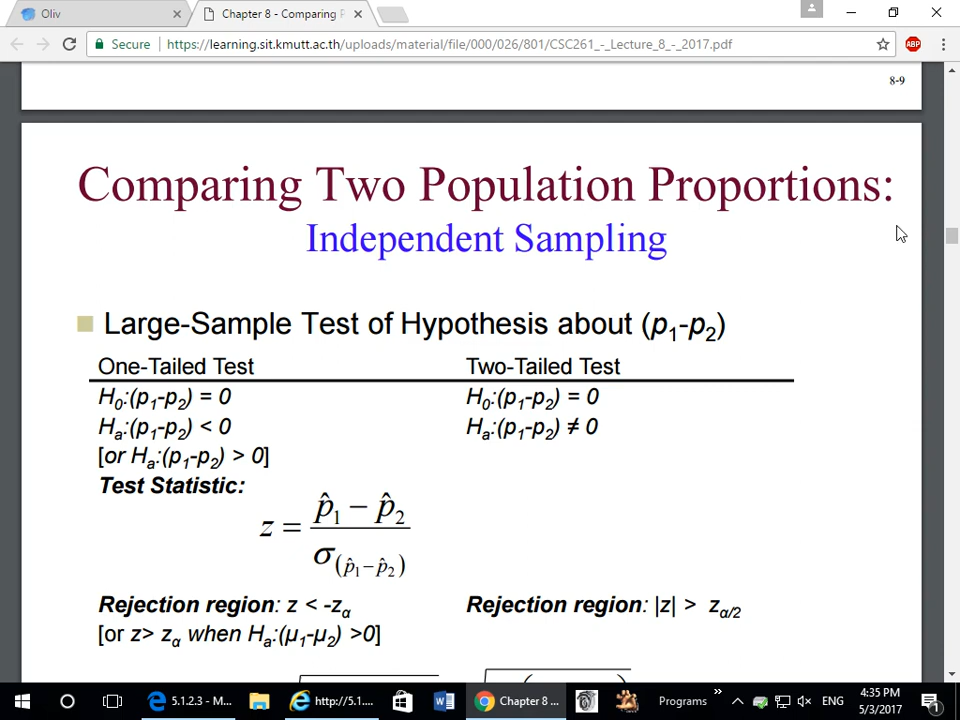 Oliv
Chapter 8 - Comparing P
Secure https://learning.sit.kmutt.ac.th/uploads/material/file/000/026/801/CSC261_-_Lecture_8_-_2017.pdf
ABP
8-9
Comparing Two Population Proportions:
Independent Sampling
Large-Sample Test of Hypothesis about (p1-p2)
One-Tailed Test Two-Tailed Test
H0:(p1-p2) = 0 H0:(p1-p2) = 0
Ha:(p1-p2) < 0 Ha:(p1-p2) ≠ 0
[or Ha:(p1-p2) > 0]
Test Statistic:
z = (p̂1 − p̂2) / σ(p̂1−p̂2)
Rejection region: z < -zα Rejection region: |z| > zα/2
[or z> zα when Ha:(µ1-µ2) >0]
5.1.2.3 - M... http://5.1.... Chapter 8 ... Programs ENG 4:35 PM
5/3/2017
1